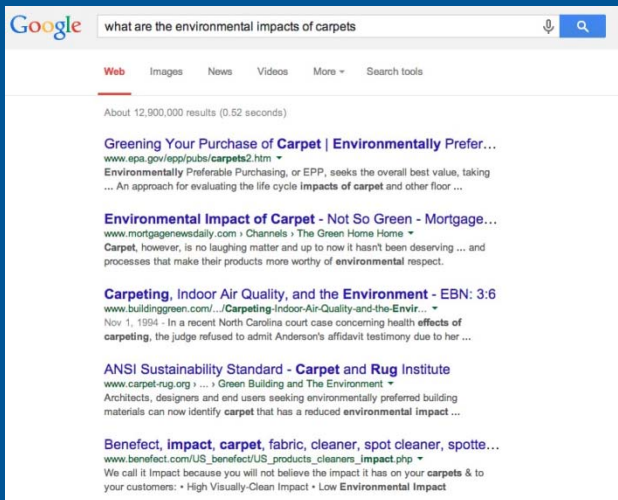 Google what are the environmental impacts of carpets
Web Images News Videos More Search tools
About 12,900,000 results (0.52 seconds)
Greening Your Purchase of Carpet | Environmentally Prefer...
www.epa.gov/epp/pubs/carpets2.htm
Environmentally Preferable Purchasing, or EPP, seeks the overall best value, taking
... An approach for evaluating the life cycle impacts of carpet and other floor ...
Environmental Impact of Carpet - Not So Green - Mortgage...
www.mortgagenewsdaily.com › Channels › The Green Home Home
Carpet, however, is no laughing matter and up to now it hasn't been deserving ... and
processes that make their products more worthy of environmental respect.
Carpeting, Indoor Air Quality, and the Environment - EBN: 3:6
www.buildinggreen.com/.../Carpeting-Indoor-Air-Quality-and-the-Envir...
Nov 1, 1994 - In a recent North Carolina court case concerning health effects of
carpeting, the judge refused to admit Anderson's affidavit testimony due to her ...
ANSI Sustainability Standard - Carpet and Rug Institute
www.carpet-rug.org › ... › Green Building and The Environment
Architects, designers and end users seeking environmentally preferred building
materials can now identify carpet that has a reduced environmental impact ...
Benefect, impact, carpet, fabric, cleaner, spot cleaner, spotte...
www.benefect.com/US_benefect/US_products_cleaners_impact.php
We call it Impact because you will not believe the impact it has on your carpets & to
your customers: • High Visually-Clean Impact • Low Environmental Impact